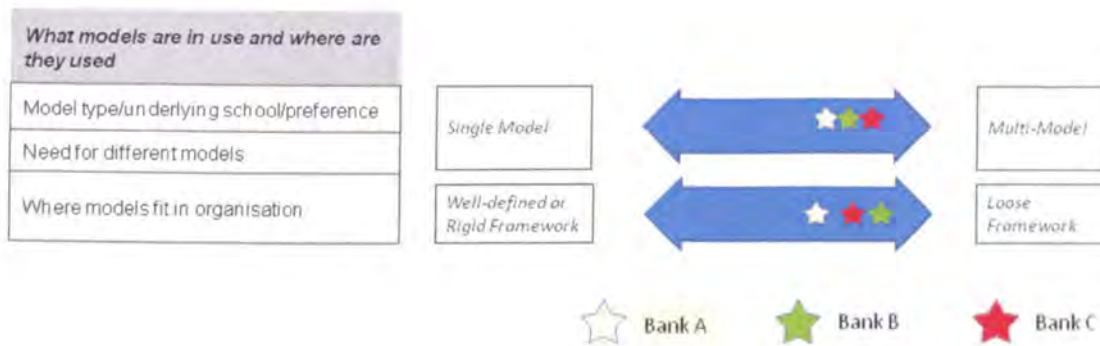 What models are in use and where are
they used
Model type/underlying school/preference
Need for different models
Where models fit in organisation
Single Model
Multi-Model
Well-defined or
Rigid Framework
Loose
Framework
Bank A
Bank B
Bank C